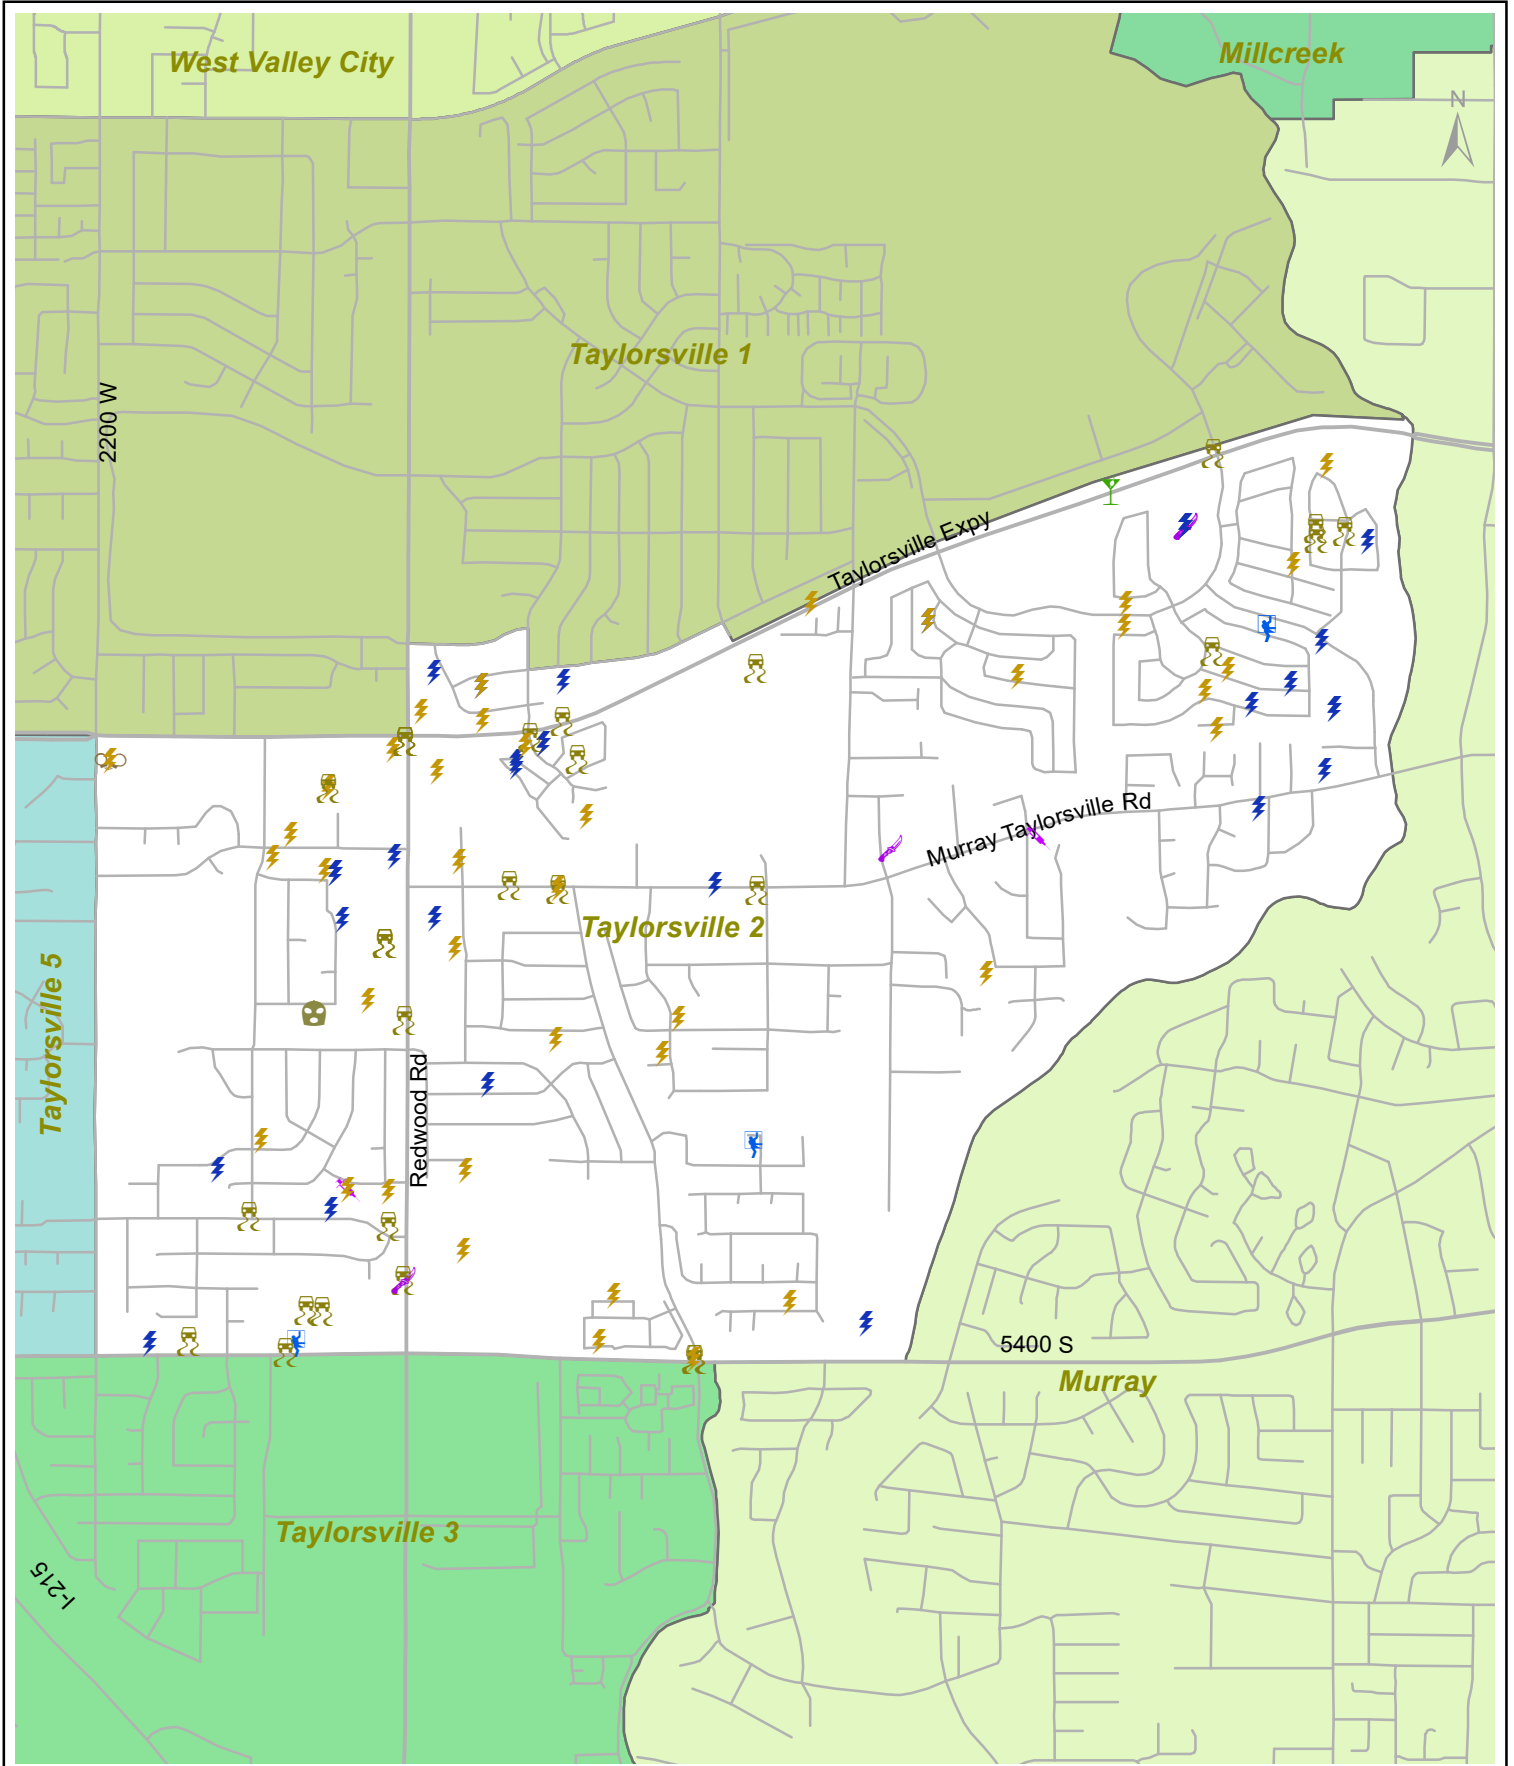 West Valley City
Millcreek
N
Taylorsville 1
2200 W
Taylorsville Expy
Murray Taylorsville Rd
Taylorsville 2
Taylorsville 5
Redwood Rd
5400 S
Murray
Taylorsville 3
I-215